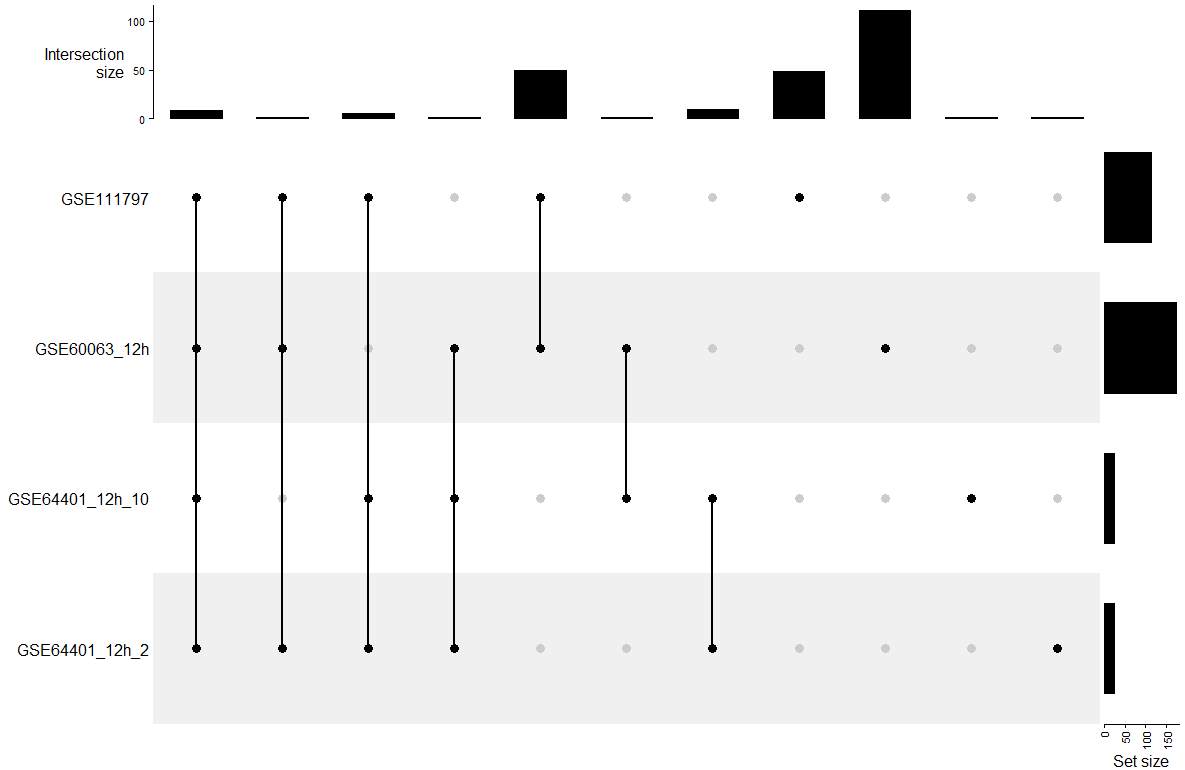 100
Intersection
size
50
0
GSE111797
GSE60063_12h
GSE64401_12h_10
GSE64401_12h_2
0
50
100
150
Set size